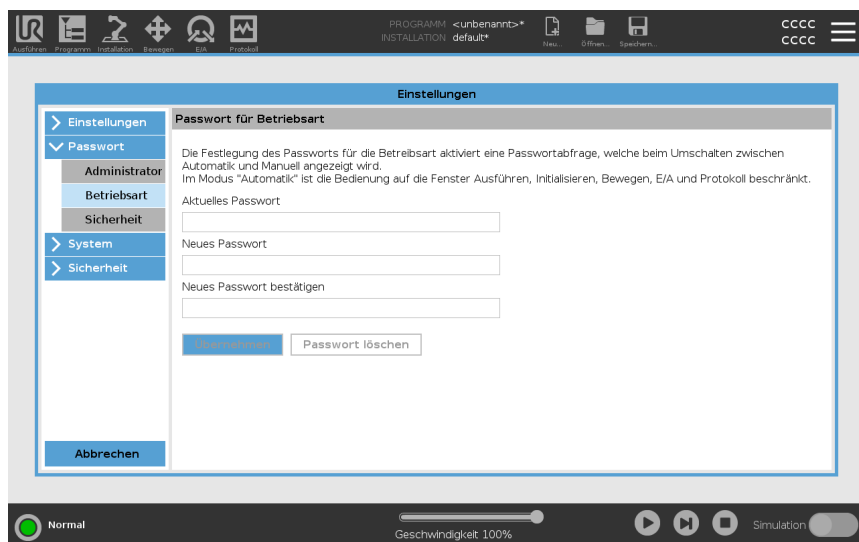 PROGRAMM <unbenannt>*
INSTALLATION default*
UR
Ausführen
Programm
Installation
Bewegen
E/A
Protokoll
Neu...
Öffnen...
Speichern...
CCCC
CCCC
Einstellungen
Einstellungen
Passwort
Administrator
Betriebsart
Sicherheit
System
Sicherheit
Abbrechen
Passwort für Betriebsart
Die Festlegung des Passworts für die Betreibsart aktiviert eine Passwortabfrage, welche beim Umschalten zwischen
Automatik und Manuell angezeigt wird.
Im Modus "Automatik" ist die Bedienung auf die Fenster Ausführen, Initialisieren, Bewegen, E/A und Protokoll beschränkt.
Aktuelles Passwort
Neues Passwort
Neues Passwort bestätigen
Übernehmen
Passwort löschen
Normal
Geschwindigkeit 100%
Simulation